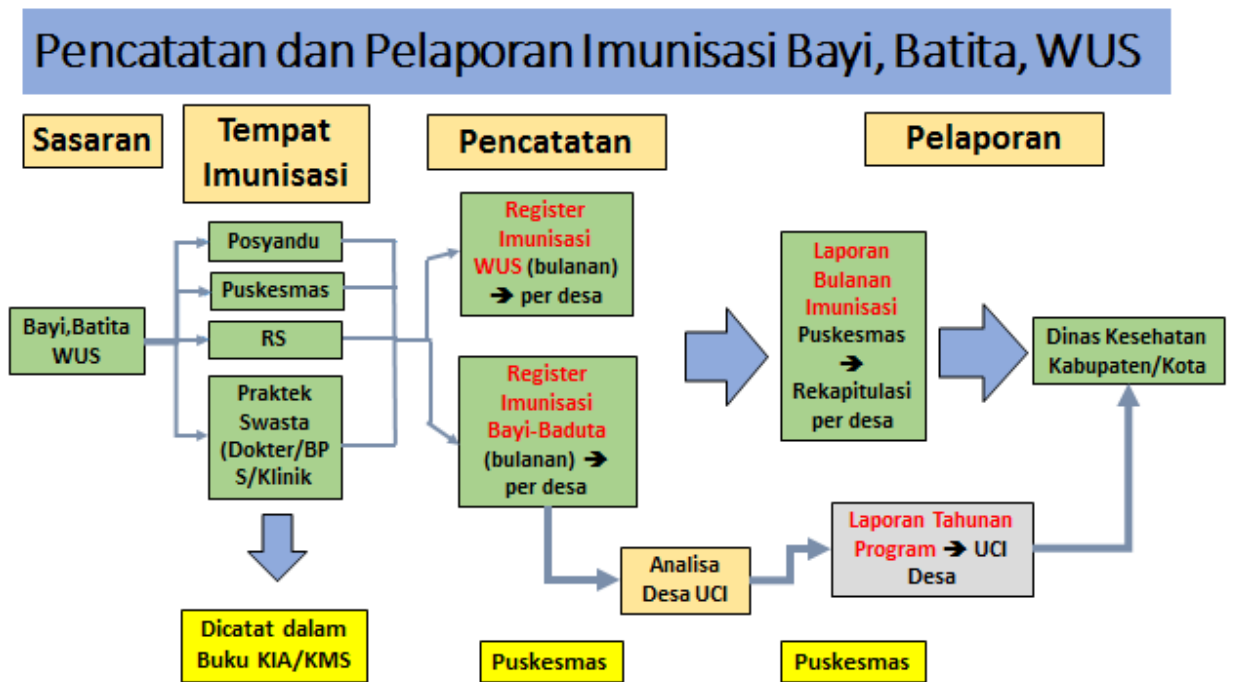 Pencatatan dan Pelaporan Imunisasi Bayi, Batita, WUS
Sasaran
Tempat
Imunisasi
Pencatatan
Pelaporan
Bayi,Batita
WUS
Posyandu
Puskesmas
RS
Praktek
Swasta
(Dokter/BP
S/Klinik
Dicatat dalam
Buku KIA/KMS
Register
Imunisasi
WUS (bulanan)
➔ per desa
Register
Imunisasi
Bayi-Baduta
(bulanan) ➔
per desa
Analisa
Desa UCI
Puskesmas
Laporan
Bulanan
Imunisasi
Puskesmas
➔
Rekapitulasi
per desa
Laporan Tahunan
Program ➔ UCI
Desa
Puskesmas
Dinas Kesehatan
Kabupaten/Kota